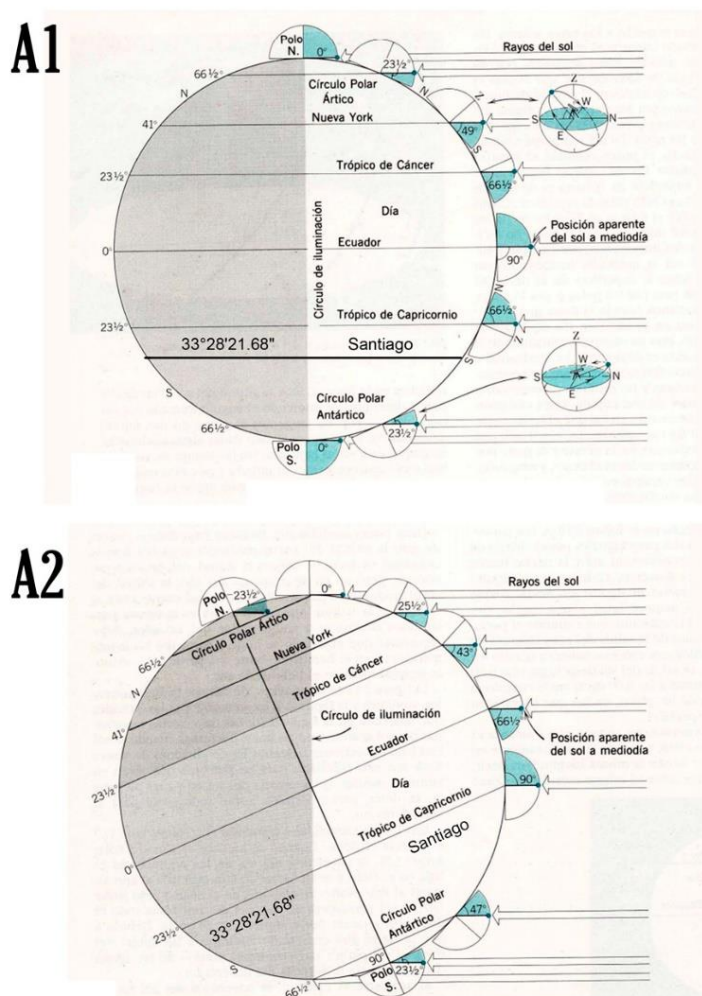 A1
Polo
N.
0°
Rayos del sol
66½°
23½°
Círculo Polar
Ártico
N
N
Z
Z
W
S
N
E
41°
Nueva York
49°
S
23½°
Trópico de Cáncer
66½°
Día
Círculo de iluminación
Posición aparente
del sol a mediodía
0°
Ecuador
90°
N
23½°
Trópico de Capricornio
66½°
Z
33°28'21.68"
Santiago
S
Z
W
S
N
E
S
Círculo Polar
Antártico
66½°
23½°
Polo
S.
0°
A2
Polo
N.
23½°
0°
Rayos del sol
25½°
66½°
Círculo Polar Ártico
Nueva York
43°
N
Trópico de Cáncer
41°
Círculo de iluminación
66½°
Posición aparente
del sol a mediodía
Ecuador
23½°
Día
90°
Trópico de Capricornio
Santiago
0°
33°28'21.68"
23½°
Círculo Polar
Antártico
47°
S
90°
Polo
S.
23½°
66½°